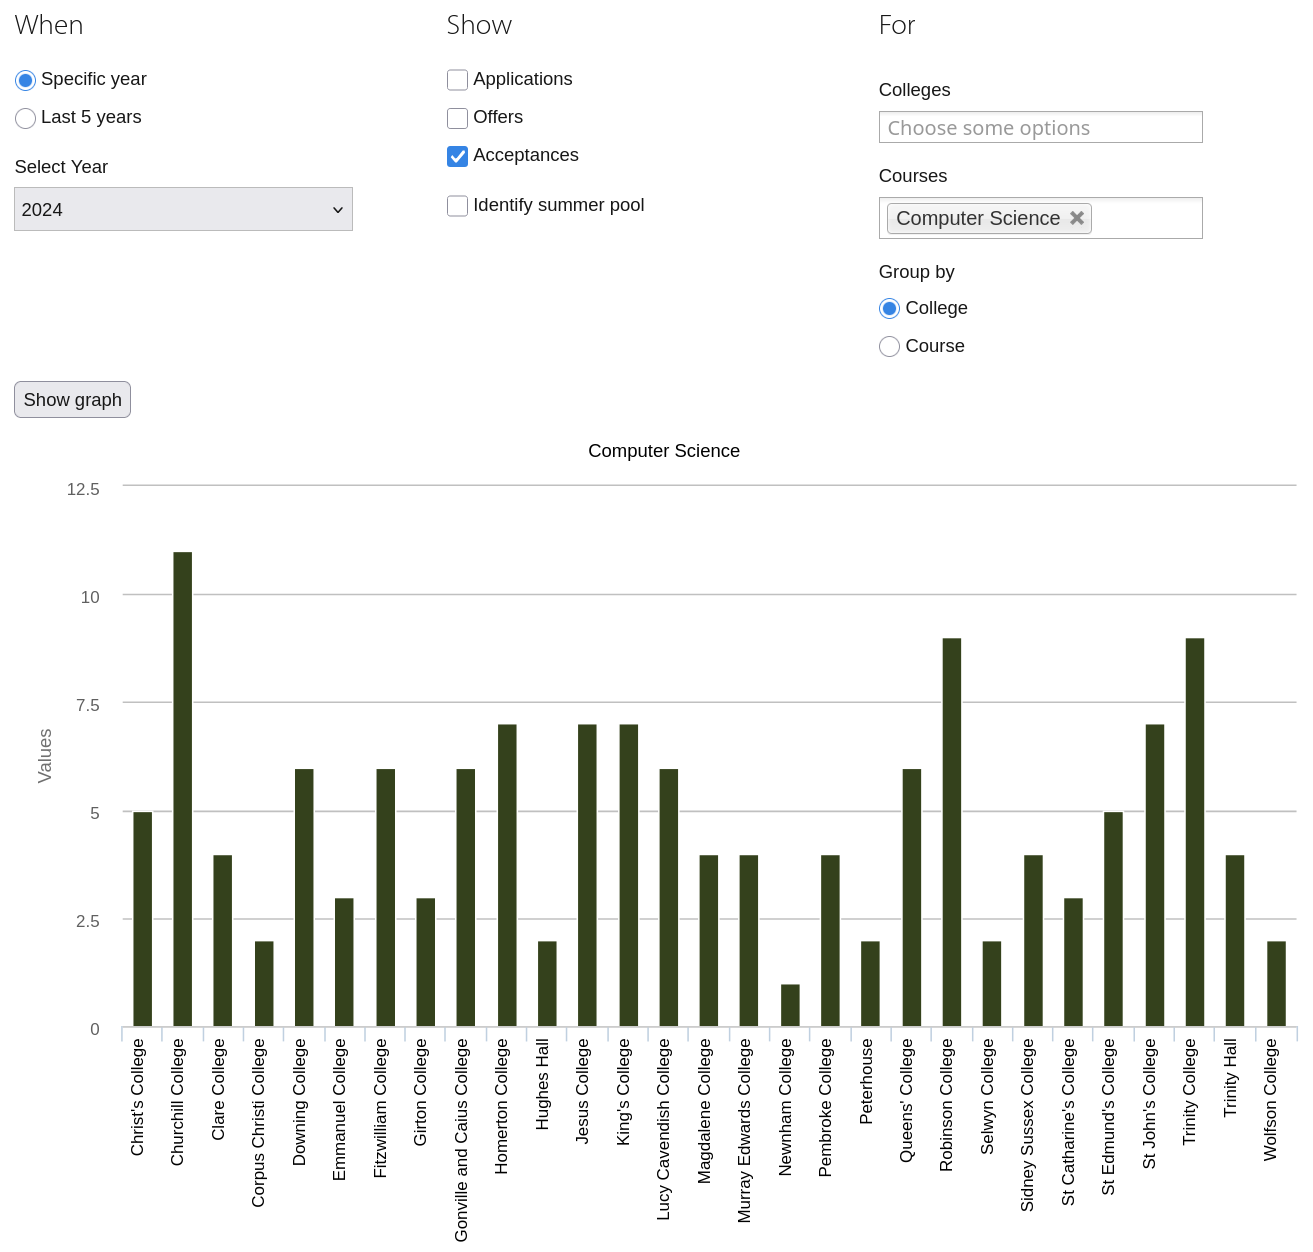 When
Specific year
Last 5 years
Select Year
2024
Show
Applications
Offers
Acceptances
Identify summer pool
For
Colleges
Choose some options
Courses
Computer Science
Group by
College
Course
Show graph
Computer Science
Values
12.5
10
7.5
5
2.5
0
Christ's College
Churchill College
Clare College
Corpus Christi College
Downing College
Emmanuel College
Fitzwilliam College
Girton College
Gonville and Caius College
Homerton College
Hughes Hall
Jesus College
King's College
Lucy Cavendish College
Magdalene College
Murray Edwards College
Newnham College
Pembroke College
Peterhouse
Queens' College
Robinson College
Selwyn College
Sidney Sussex College
St Catharine's College
St Edmund's College
St John's College
Trinity College
Trinity Hall
Wolfson College